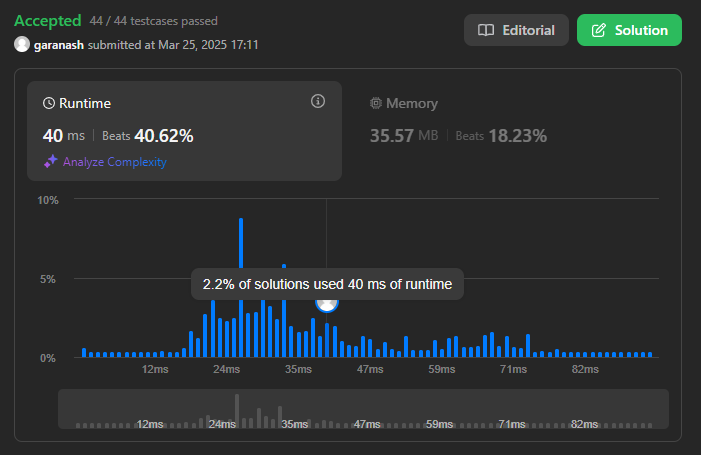 Accepted 44 / 44 testcases passed
garanash submitted at Mar 25, 2025 17:11
Editorial
Solution
Runtime
40 ms | Beats 40.62%
Analyze Complexity
Memory
35.57 MB | Beats 18.23%
10%
5%
0%
2.2% of solutions used 40 ms of runtime
12ms 24ms 35ms 47ms 59ms 71ms 82ms
12ms 24ms 35ms 47ms 59ms 71ms 82ms